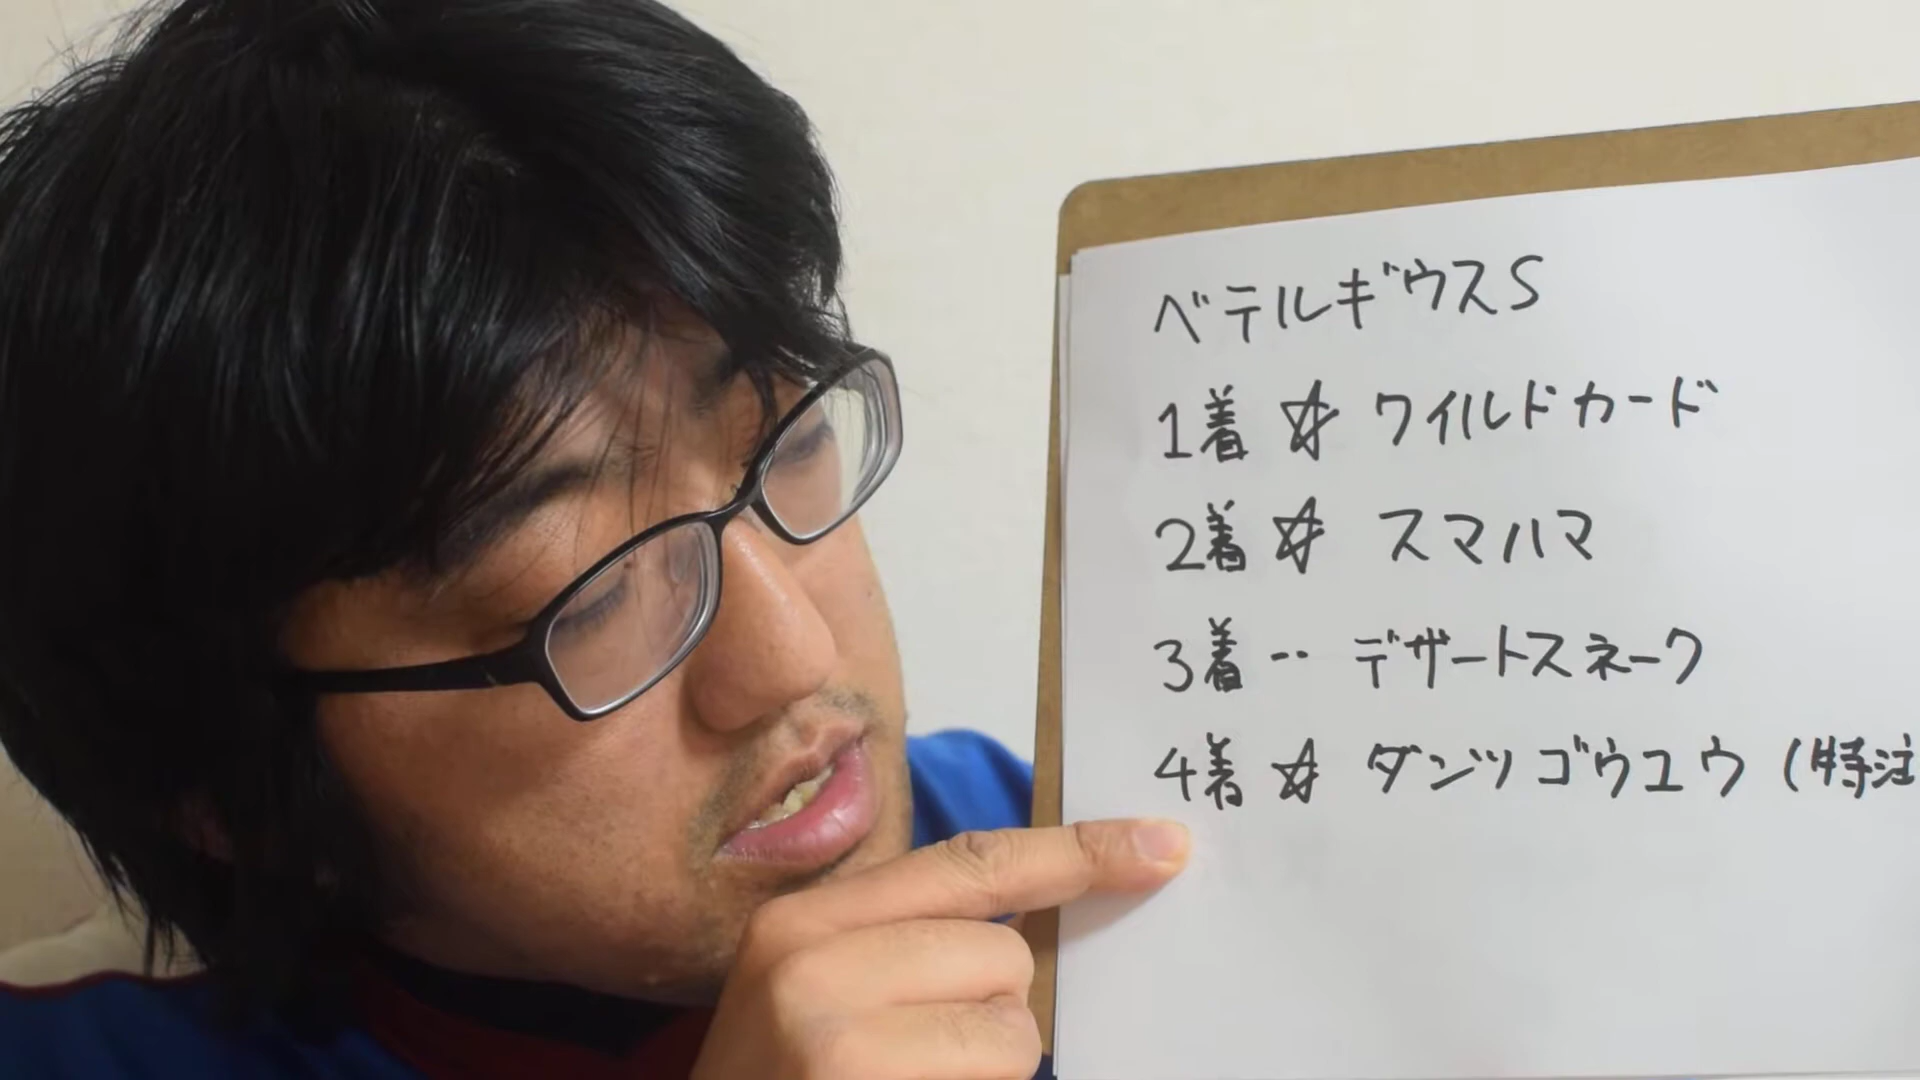 ベテルギウスS
1着 ☆ ワイルドカード
2着 ☆ スマハマ
3着 ‥ デザートスネーク
4着 ☆ ダンツゴウユウ (特注